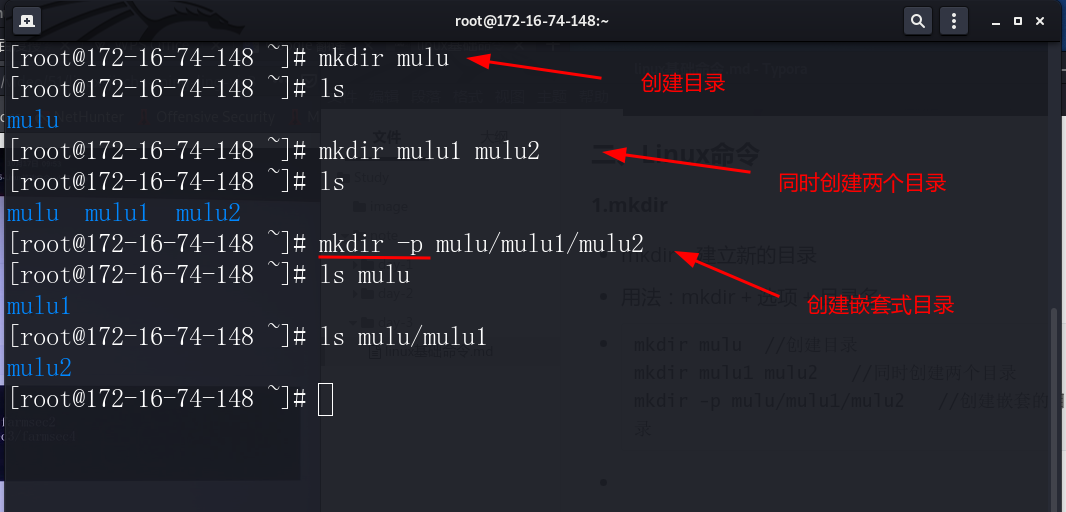 root@172-16-74-148:~
[root@172-16-74-148 ~]# mkdir mulu
创建目录
[root@172-16-74-148 ~]# ls
mulu
[root@172-16-74-148 ~]# mkdir mulu1 mulu2
同时创建两个目录
[root@172-16-74-148 ~]# ls
mulu mulu1 mulu2
[root@172-16-74-148 ~]# mkdir -p mulu/mulu1/mulu2
创建嵌套式目录
[root@172-16-74-148 ~]# ls mulu
mulu1
[root@172-16-74-148 ~]# ls mulu/mulu1
mulu2
[root@172-16-74-148 ~]#
Offensive Security
文件
Linux命令
1.mkdir
建立新的目录
用法：mkdir + 选项 +
mkdir mulu //创建目录
mkdir mulu1 mulu2 //同时创建两个目录
mkdir -p mulu/mulu1/mulu2 //创建嵌套的目
录